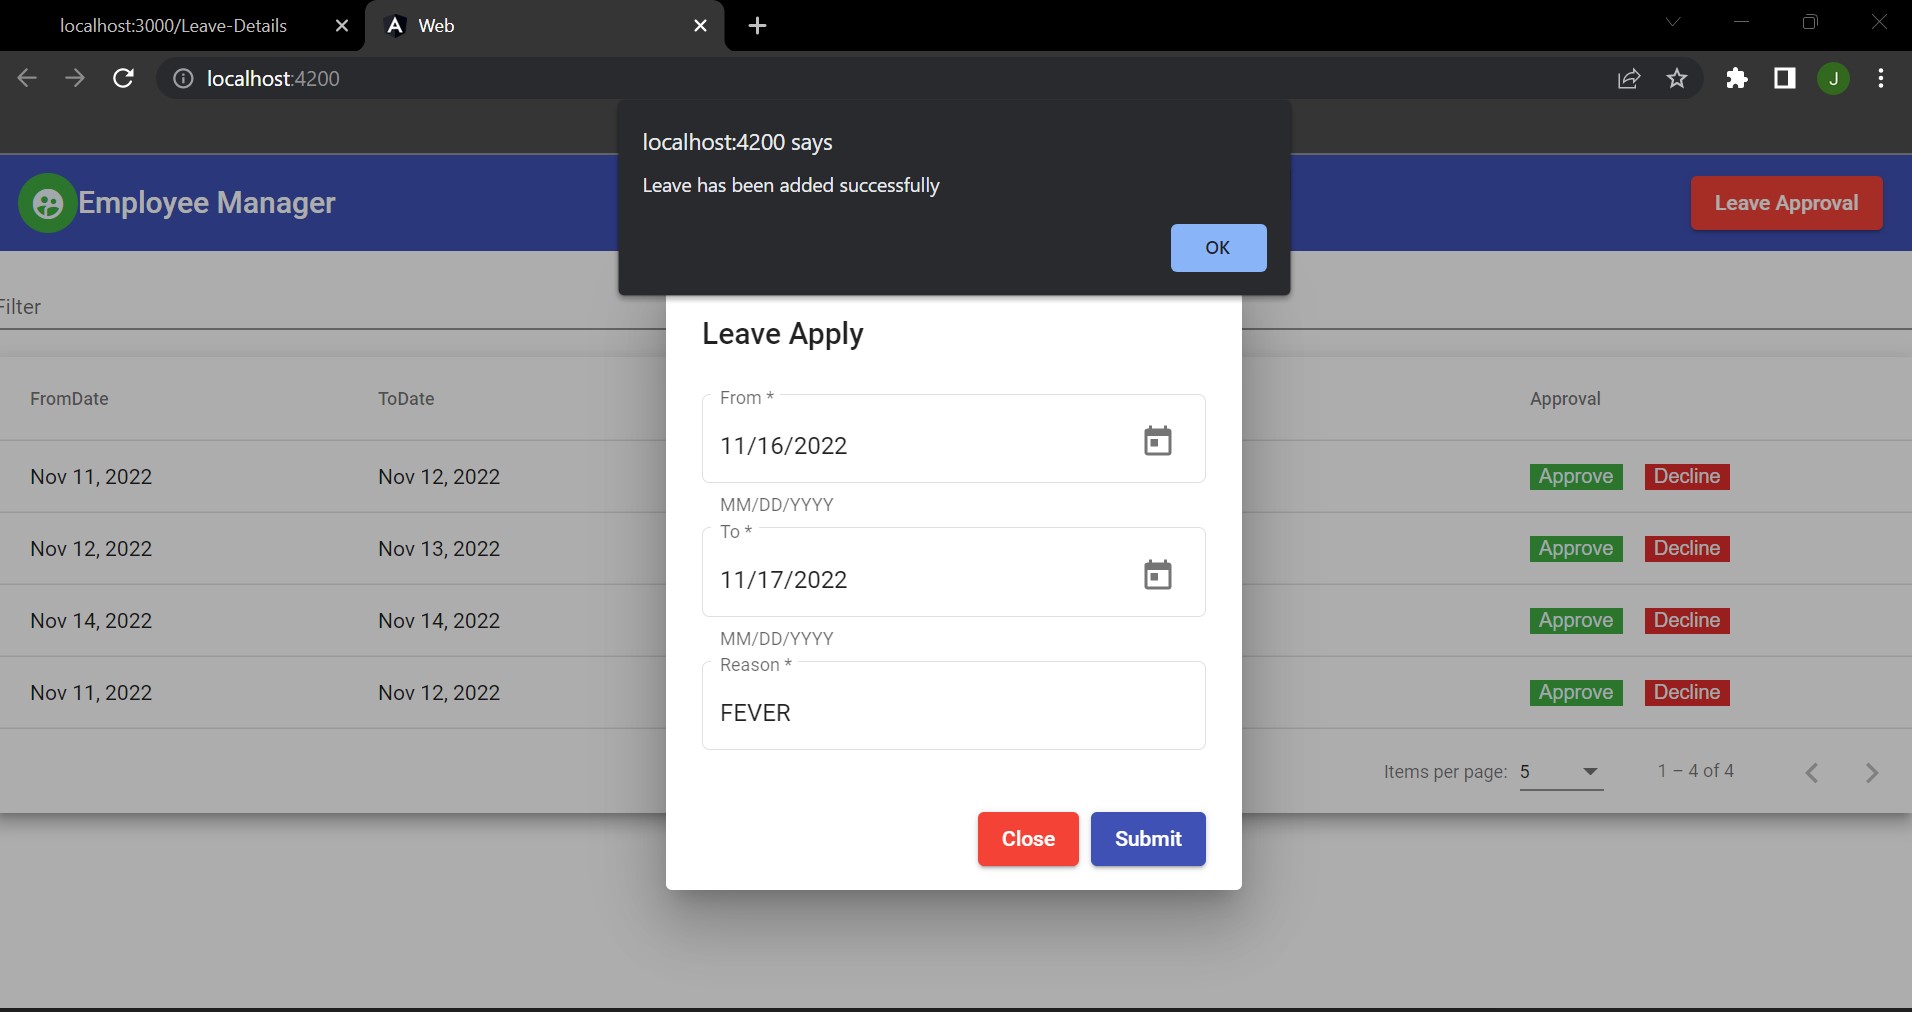 localhost:3000/Leave-Details
Web
localhost:4200
J
localhost:4200 says
Leave has been added successfully
OK
Employee Manager
Leave Approval
Filter
FromDate ToDate Approval
Nov 11, 2022 Nov 12, 2022 Approve Decline
Nov 12, 2022 Nov 13, 2022 Approve Decline
Nov 14, 2022 Nov 14, 2022 Approve Decline
Nov 11, 2022 Nov 12, 2022 Approve Decline
Items per page: 5 1 – 4 of 4
Leave Apply
From *
11/16/2022
MM/DD/YYYY
To *
11/17/2022
MM/DD/YYYY
Reason *
FEVER
Close Submit